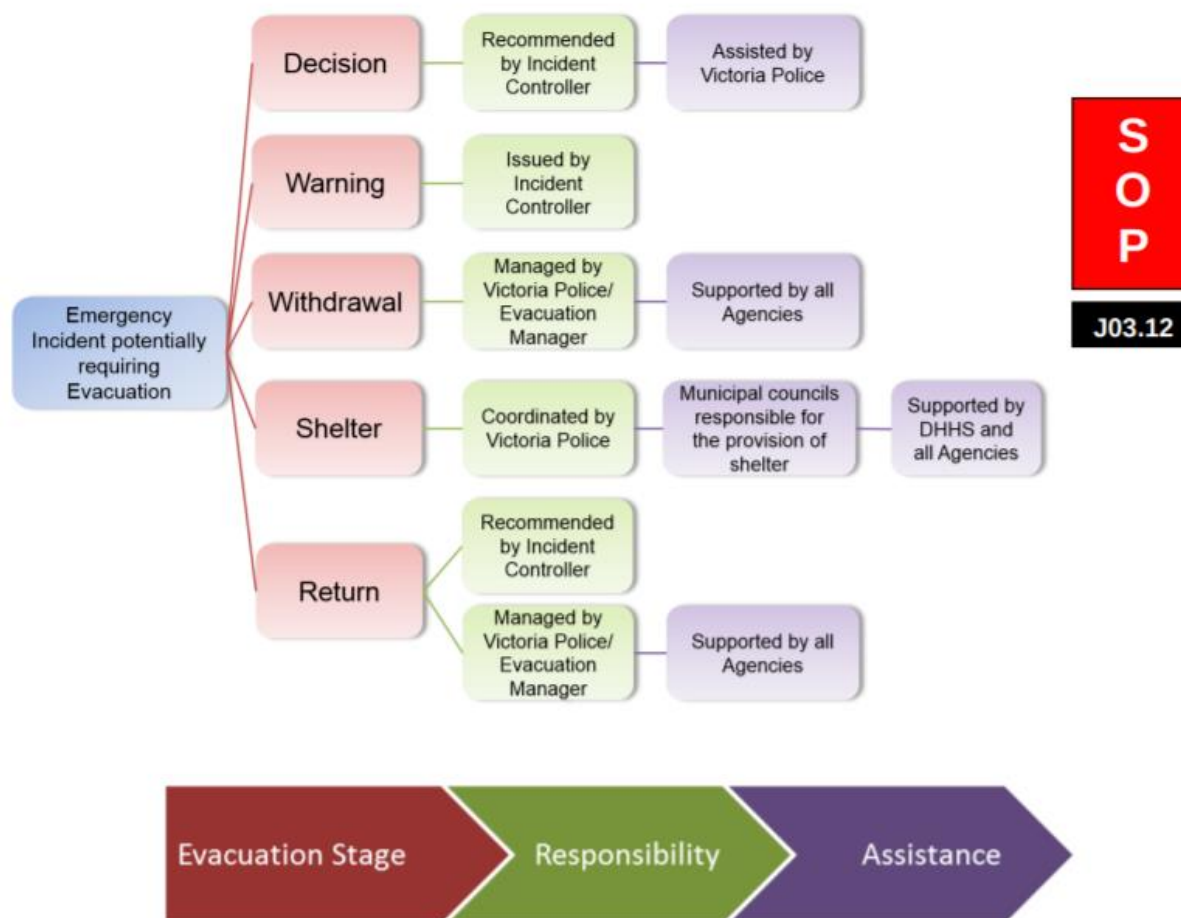 Decision
Recommended
by Incident
Controller
Assisted by
Victoria Police
Warning
Issued by
Incident
Controller
Withdrawal
Managed by
Victoria Police/
Evacuation
Manager
Supported by all
Agencies
Emergency
Incident potentially
requiring
Evacuation
Shelter
Coordinated by
Victoria Police
Municipal councils
responsible for
the provision of
shelter
Supported by
DHHS and
all Agencies
Return
Recommended
by Incident
Controller
Managed by
Victoria Police/
Evacuation
Manager
Supported by all
Agencies
S
O
P
J03.12
Evacuation Stage
Responsibility
Assistance